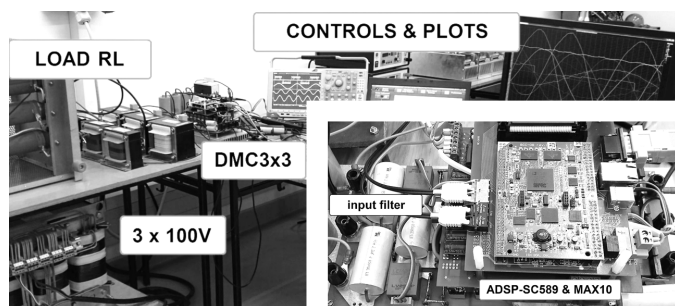 CONTROLS & PLOTS
LOAD RL
DMC3x3
3 x 100V
input filter
ADSP-SC589 & MAX10